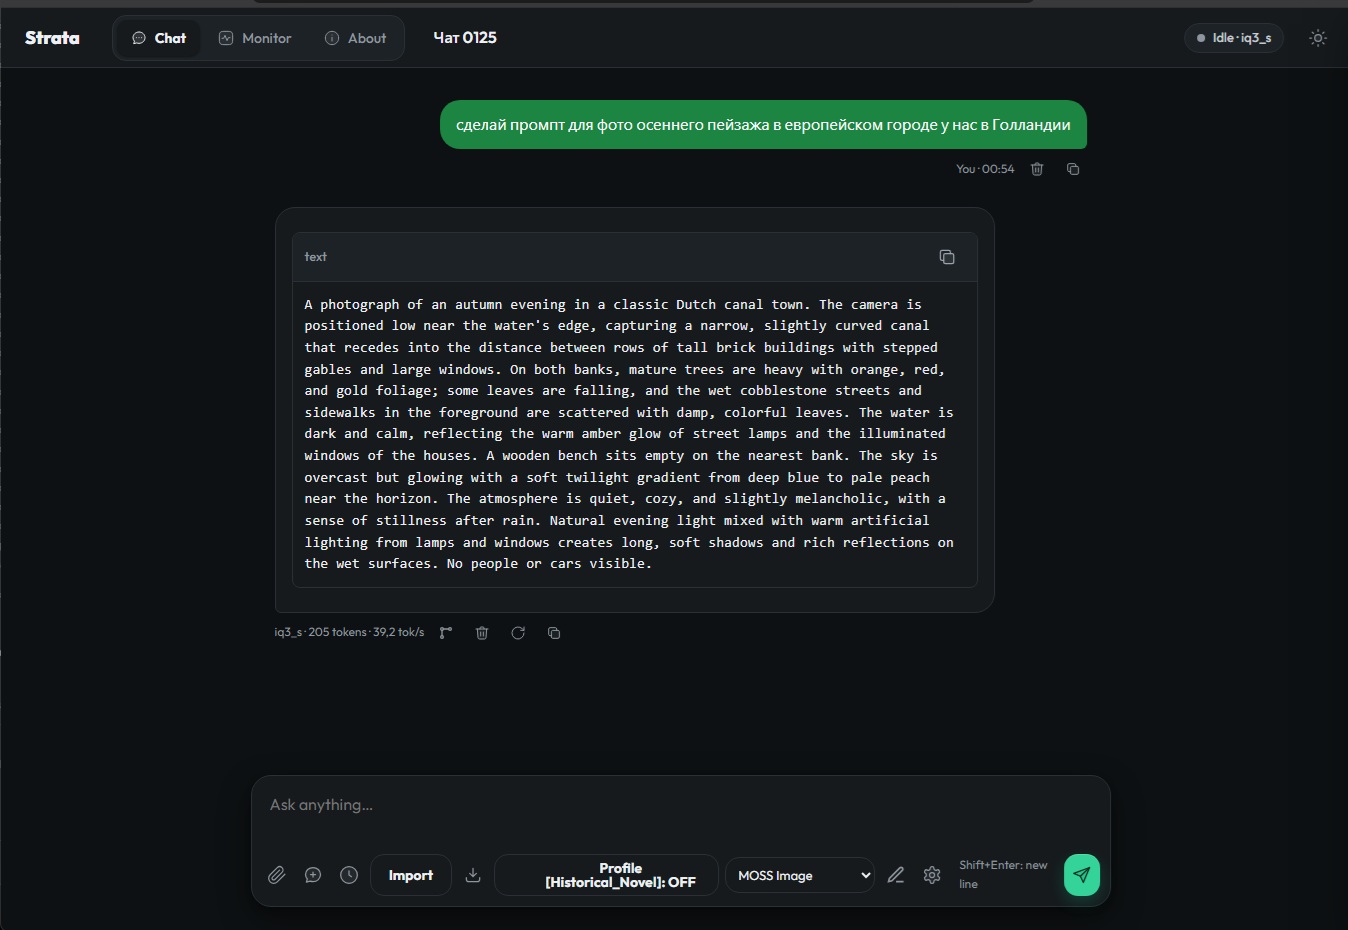 Strata
Chat
Monitor
About
Чат 0125
Idle · iq3_s
сделай промпт для фото осеннего пейзажа в европейском городе у нас в Голландии
You · 00:54
text
A photograph of an autumn evening in a classic Dutch canal town. The camera is
positioned low near the water's edge, capturing a narrow, slightly curved canal
that recedes into the distance between rows of tall brick buildings with stepped
gables and large windows. On both banks, mature trees are heavy with orange, red,
and gold foliage; some leaves are falling, and the wet cobblestone streets and
sidewalks in the foreground are scattered with damp, colorful leaves. The water is
dark and calm, reflecting the warm amber glow of street lamps and the illuminated
windows of the houses. A wooden bench sits empty on the nearest bank. The sky is
overcast but glowing with a soft twilight gradient from deep blue to pale peach
near the horizon. The atmosphere is quiet, cozy, and slightly melancholic, with a
sense of stillness after rain. Natural evening light mixed with warm artificial
lighting from lamps and windows creates long, soft shadows and rich reflections on
the wet surfaces. No people or cars visible.
iq3_s · 205 tokens · 39,2 tok/s
Ask anything...
Import
Profile
[Historical_Novel]: OFF
MOSS Image
Shift+Enter: new
line